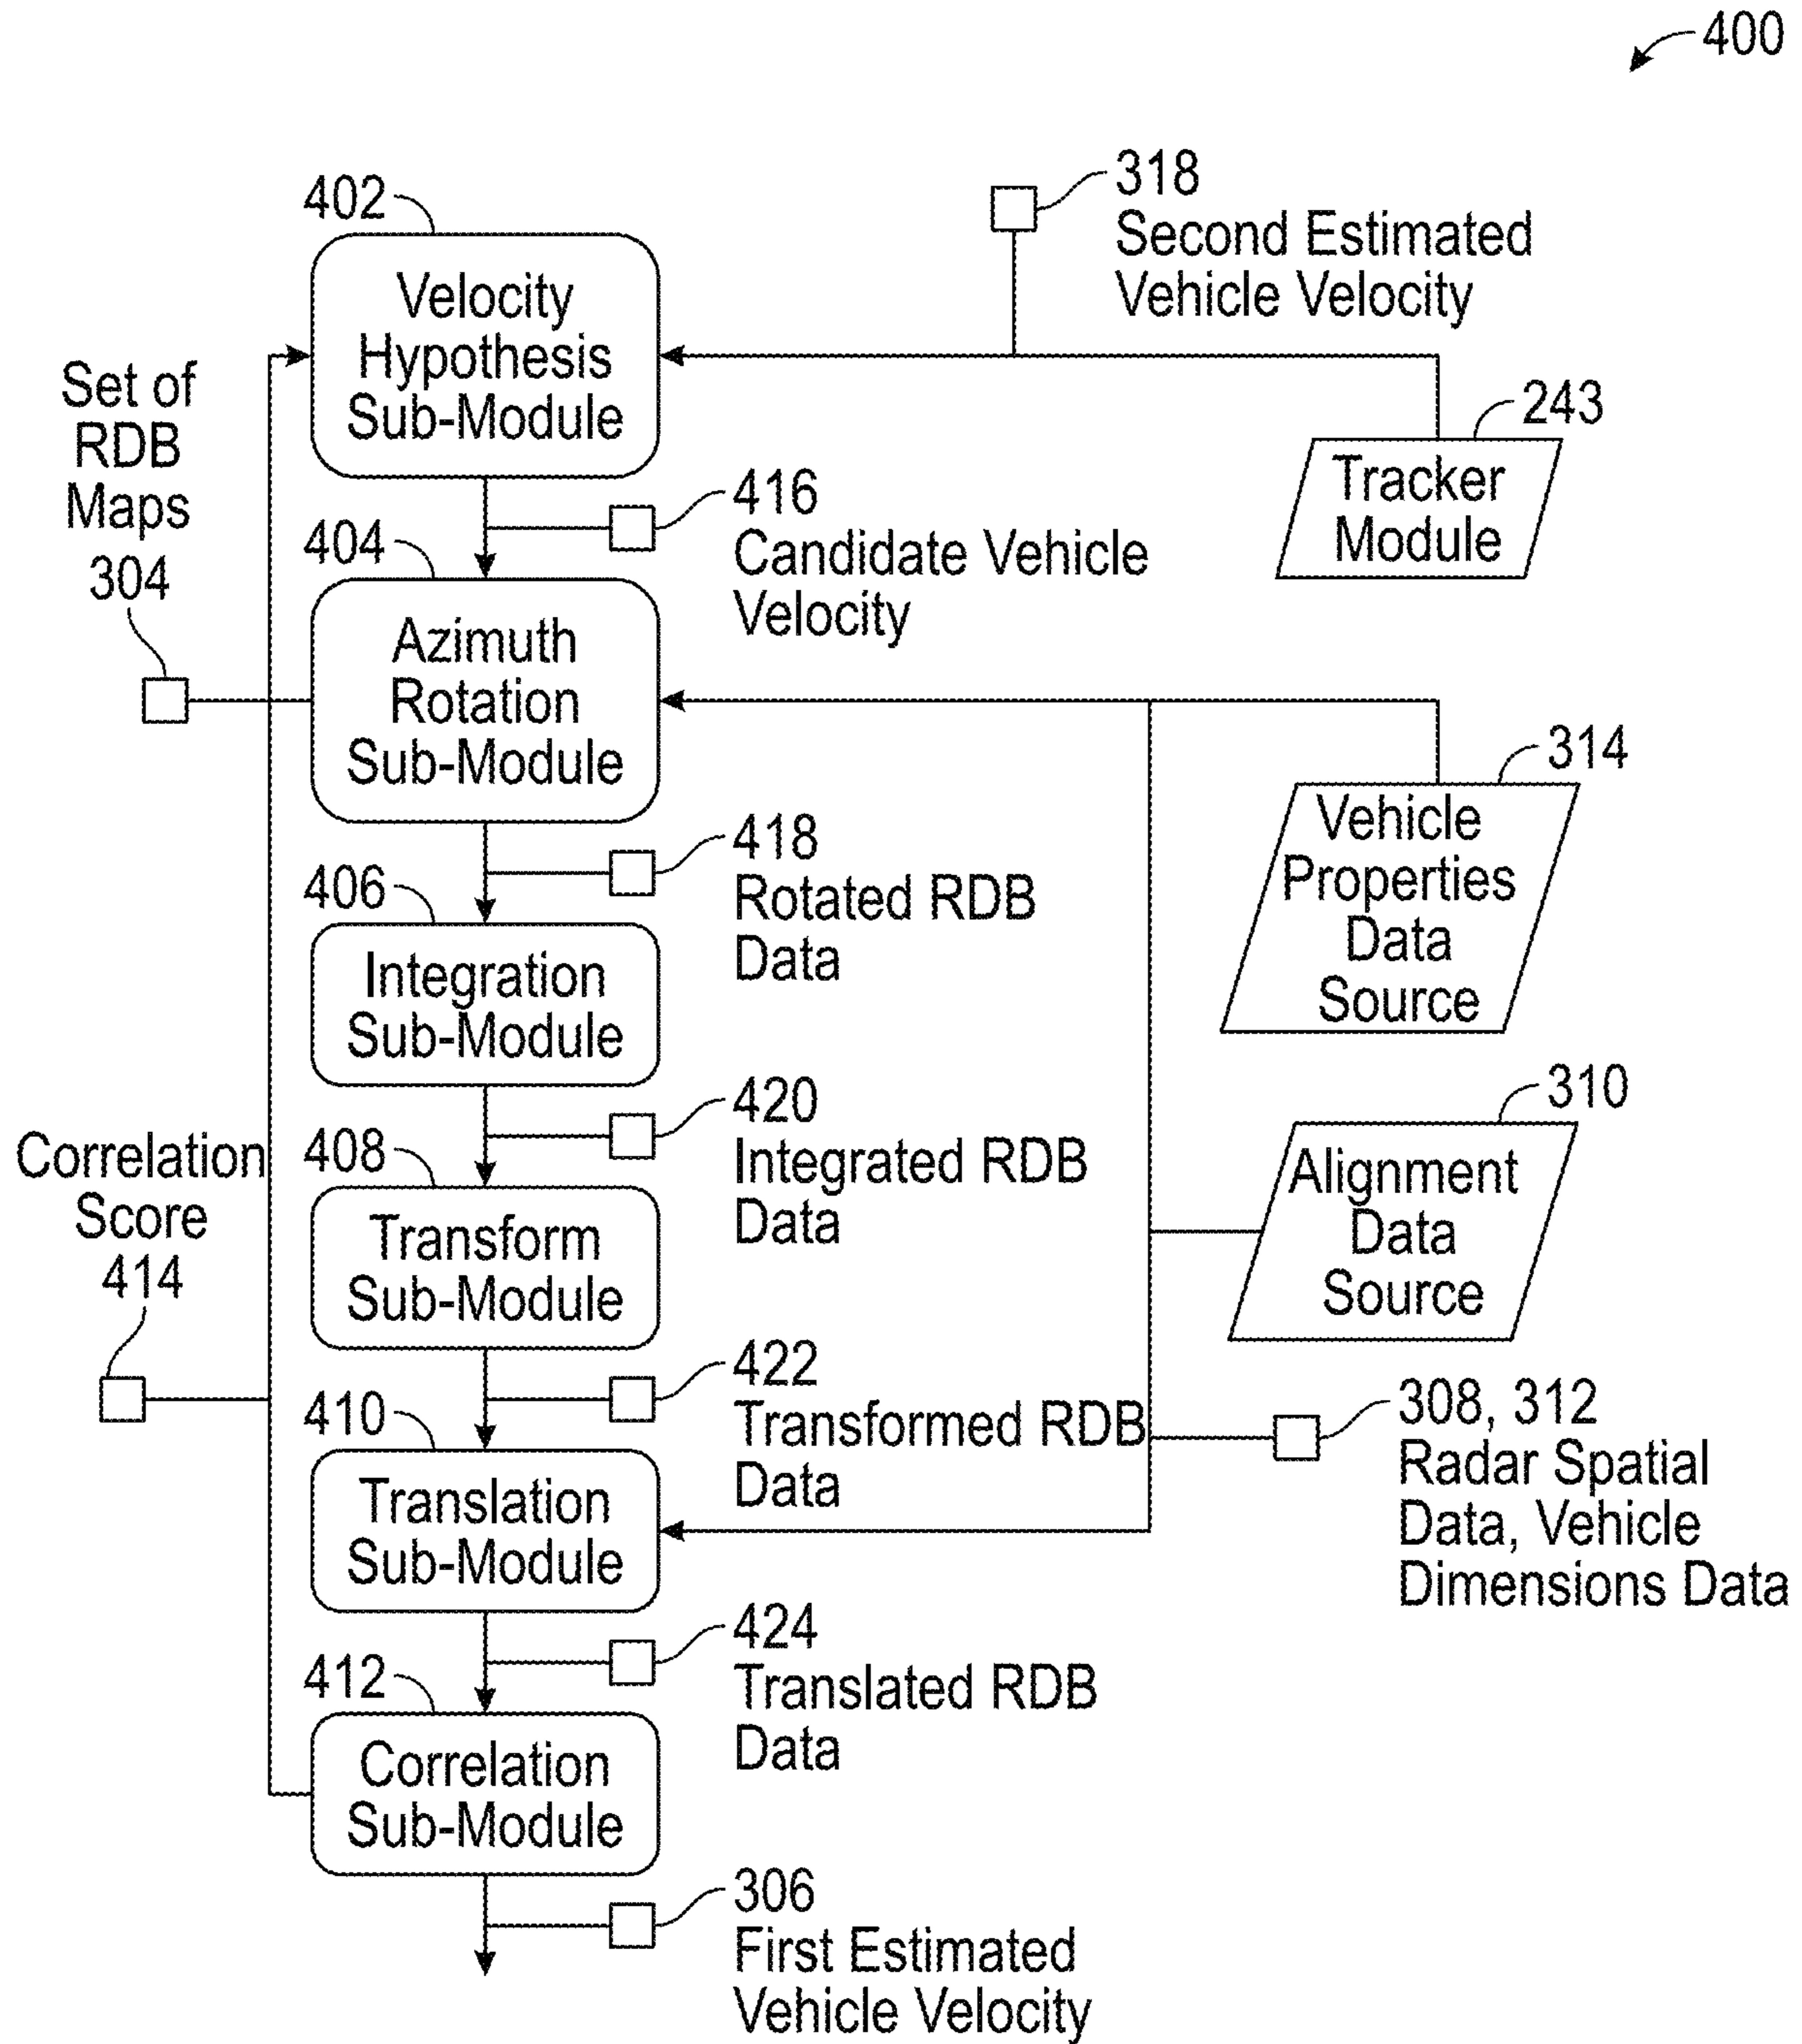 400
402
Velocity
Hypothesis
Sub-Module
318
Second Estimated
Vehicle Velocity
243
Tracker
Module
Set of
RDB
Maps
304
416
Candidate Vehicle
Velocity
404
Azimuth
Rotation
Sub-Module
314
Vehicle
Properties
Data
Source
418
Rotated RDB
Data
406
Integration
Sub-Module
310
Alignment
Data
Source
420
Integrated RDB
Data
Correlation
Score
414
408
Transform
Sub-Module
422
Transformed RDB
Data
308, 312
Radar Spatial
Data, Vehicle
Dimensions Data
410
Translation
Sub-Module
424
Translated RDB
Data
412
Correlation
Sub-Module
306
First Estimated
Vehicle Velocity